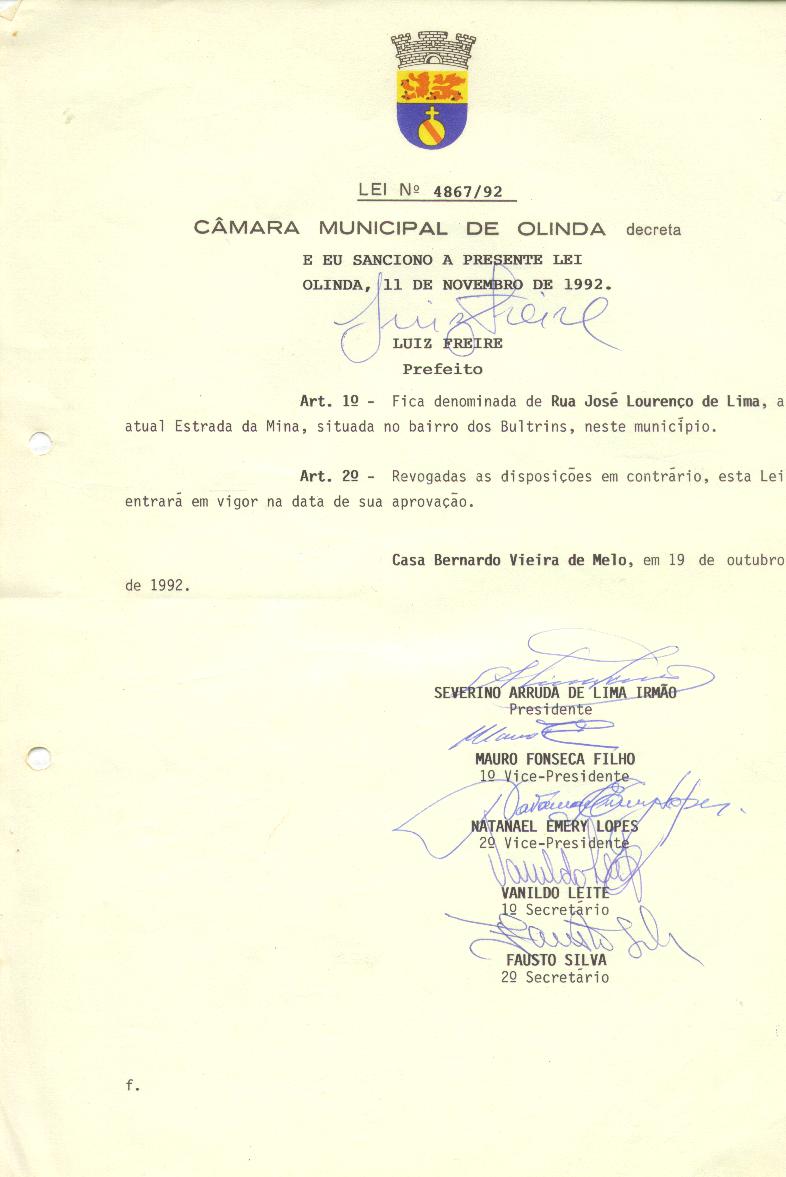 LEI Nº 4867/92
CÂMARA MUNICIPAL DE OLINDA decreta
E EU SANCIONO A PRESENTE LEI
OLINDA, 11 DE NOVEMBRO DE 1992.
Luiz Freire
LUIZ FREIRE
Prefeito
Art. 1º - Fica denominada de Rua José Lourenço de Lima, a
atual Estrada da Mina, situada no bairro dos Bultrins, neste município.
Art. 2º - Revogadas as disposições em contrário, esta Lei
entrará em vigor na data de sua aprovação.
Casa Bernardo Vieira de Melo, em 19 de outubro
de 1992.
SEVERINO ARRUDA DE LIMA IRMÃO
Presidente
MAURO FONSECA FILHO
1º Vice-Presidente
Natanael Emery Lopes.
NATANAEL EMERY LOPES
2º Vice-Presidente
Vanildo Leite
VANILDO LEITE
1º Secretário
Fausto Silva
FAUSTO SILVA
2º Secretário
f.